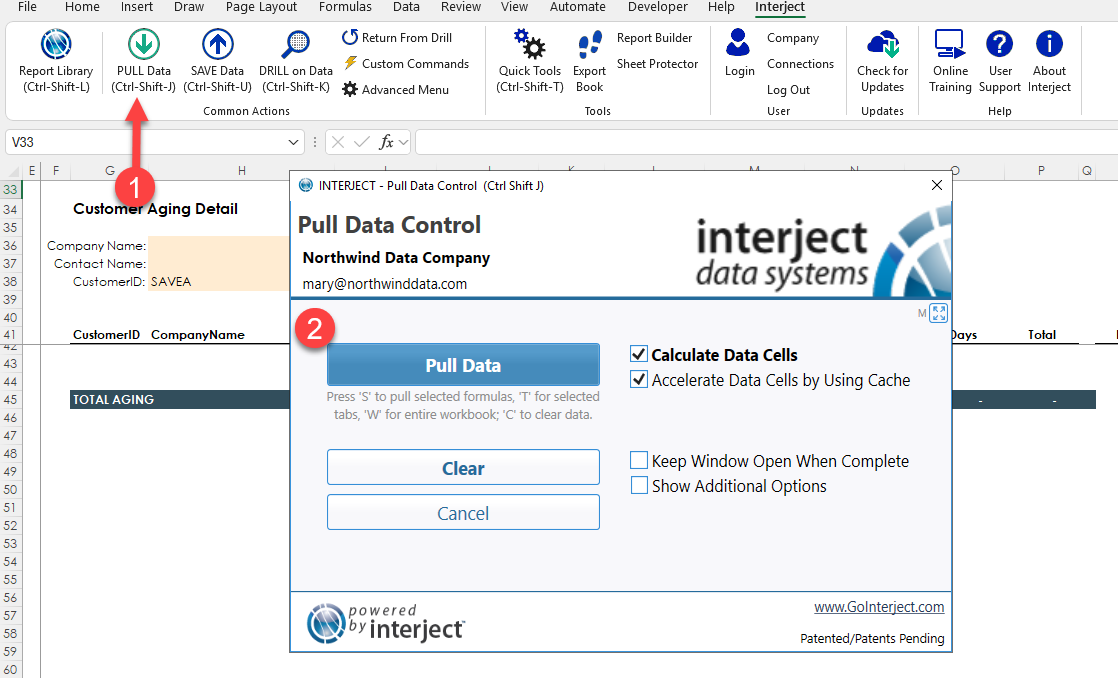 File Home Insert Draw Page Layout Formulas Data Review View Automate Developer Help Interject
Report Library
(Ctrl-Shift-L)
PULL Data
(Ctrl-Shift-J)
SAVE Data
(Ctrl-Shift-U)
DRILL on Data
(Ctrl-Shift-K)
Return From Drill
Custom Commands
Advanced Menu
Common Actions
Quick Tools
(Ctrl-Shift-T)
Export
Book
Report Builder
Sheet Protector
Tools
Login
Company
Connections
Log Out
User
Check for
Updates
Updates
Online
Training
User
Support
About
Interject
Help
V33
fx
E F G H P Q
1
33
34
35
36
37
38
39
40
41
42
43
44
45
46
47
48
49
50
51
52
53
54
55
56
57
58
59
60
Customer Aging Detail
Company Name:
Contact Name:
CustomerID: SAVEA
CustomerID CompanyName
Days Total
TOTAL AGING - -
INTERJECT - Pull Data Control (Ctrl Shift J)
Pull Data Control
Northwind Data Company
mary@northwinddata.com
interject
data systems
M
2
Pull Data
Press 'S' to pull selected formulas, 'T' for selected
tabs, 'W' for entire workbook; 'C' to clear data.
Clear
Cancel
Calculate Data Cells
Accelerate Data Cells by Using Cache
Keep Window Open When Complete
Show Additional Options
powered
by interject
www.GoInterject.com
Patented/Patents Pending